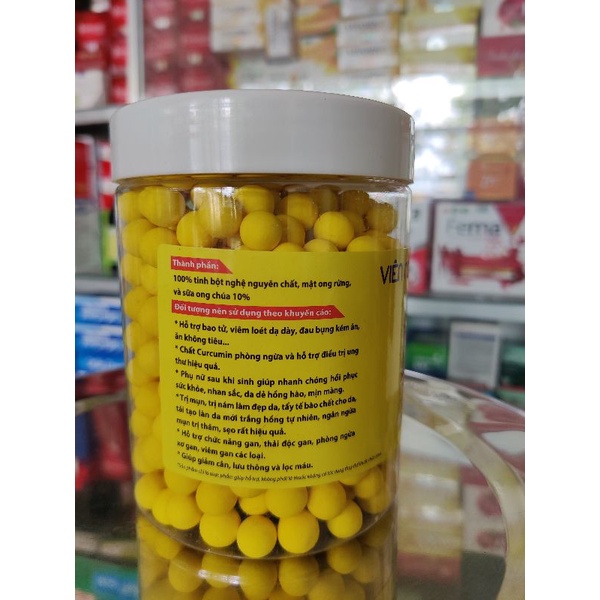 Thành phần:
100% tinh bột nghệ nguyên chất, mật ong rừng,
và sữa ong chúa 10%
VIÊN
Đối tượng nên sử dụng theo khuyến cáo:
* Hỗ trợ bao tử, viêm loét dạ dày, đau bụng kém ăn,
ăn không tiêu...
* Chất Curcumin phòng ngừa và hỗ trợ điều trị ung
thư hiệu quả.
* Phụ nữ sau khi sinh giúp nhanh chóng hồi phục
sức khỏe, nhan sắc, da dẻ hồng hào, mịn màng.
* Trị mụn, trị nám làm đẹp da, tẩy tế bào chết cho da,
tái tạo làn da mới trắng hồng tự nhiên, ngăn ngừa
mụn trị thâm, sẹo rất hiệu quả.
* Hỗ trợ chức năng gan, thải độc gan, phòng ngừa
xơ gan, viêm gan các loại.
* Giúp giảm cân, lưu thông và lọc máu.
Fema